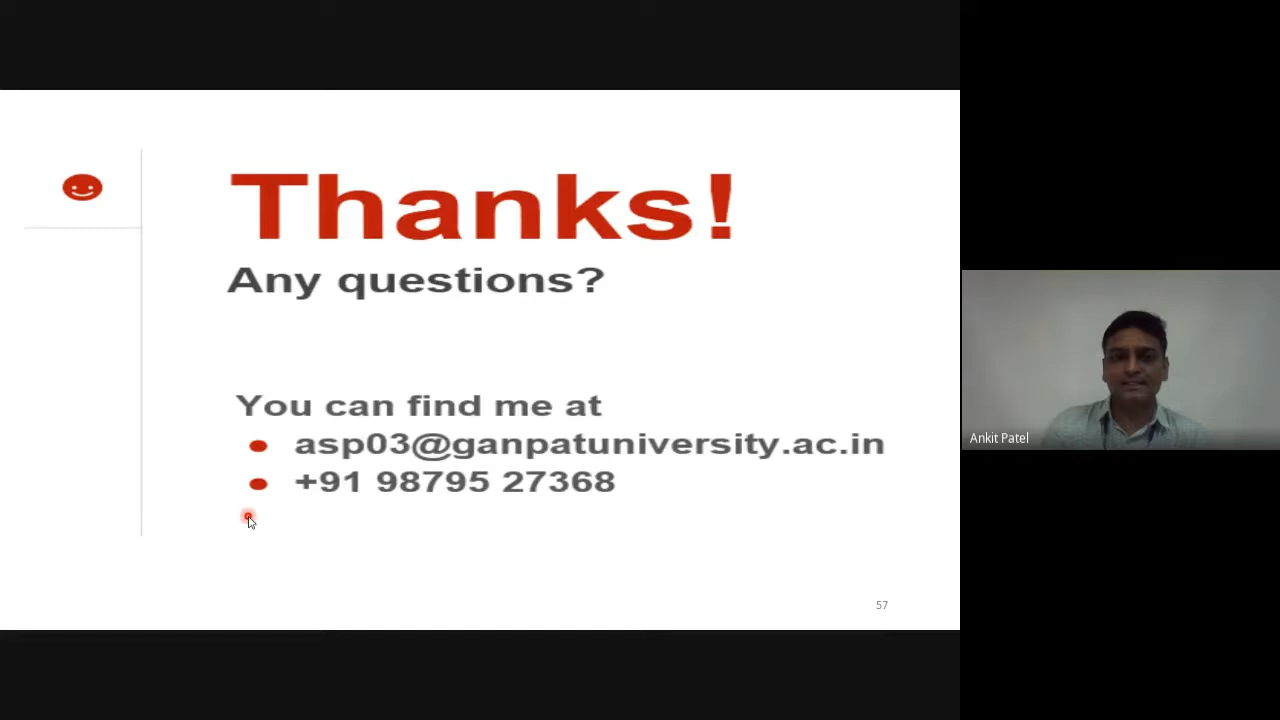 Thanks!
Any questions?
You can find me at
asp03@ganpatuniversity.ac.in
+91 98795 27368
57
Ankit Patel